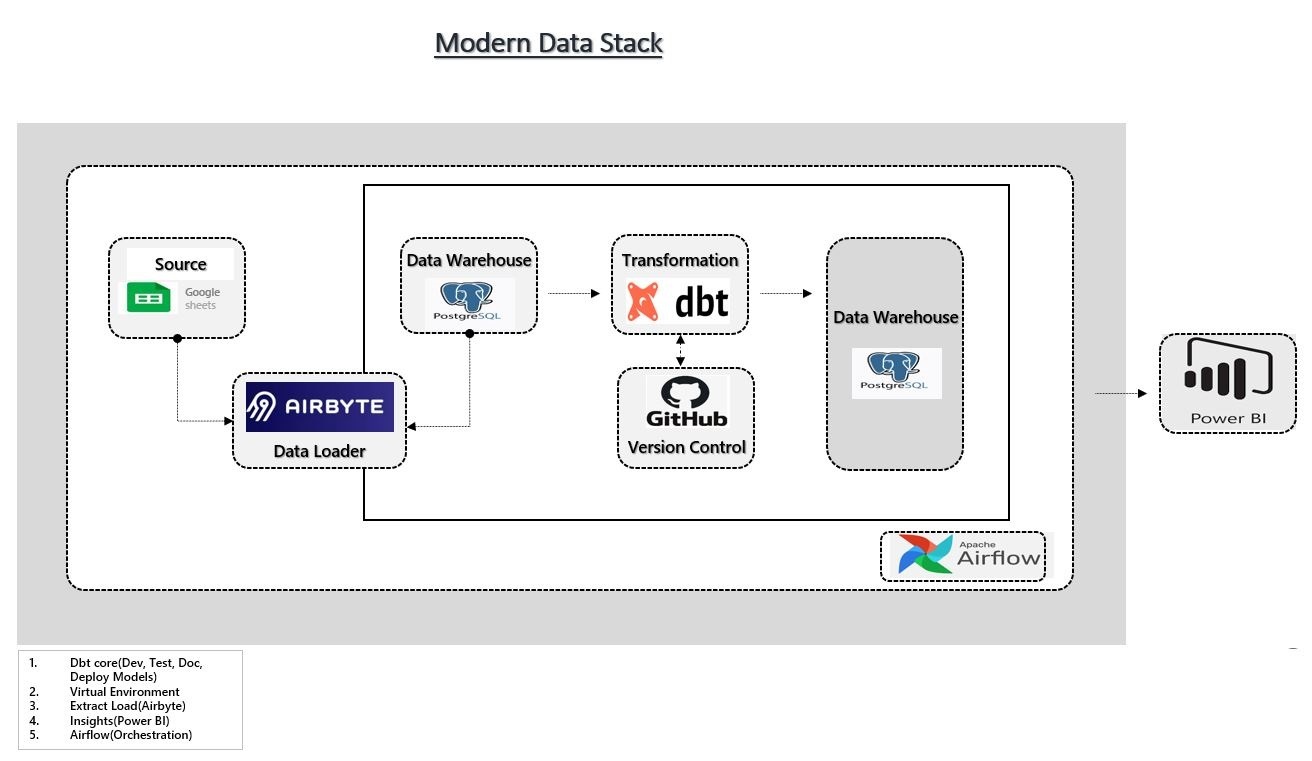 Modern Data Stack
Source
Google
sheets
Data Warehouse
PostgreSQL
Transformation
dbt
Data Warehouse
PostgreSQL
AIRBYTE
Data Loader
GitHub
Version Control
Power BI
Apache
Airflow
1. Dbt core(Dev, Test, Doc,
Deploy Models)
2. Virtual Environment
3. Extract Load(Airbyte)
4. Insights(Power BI)
5. Airflow(Orchestration)